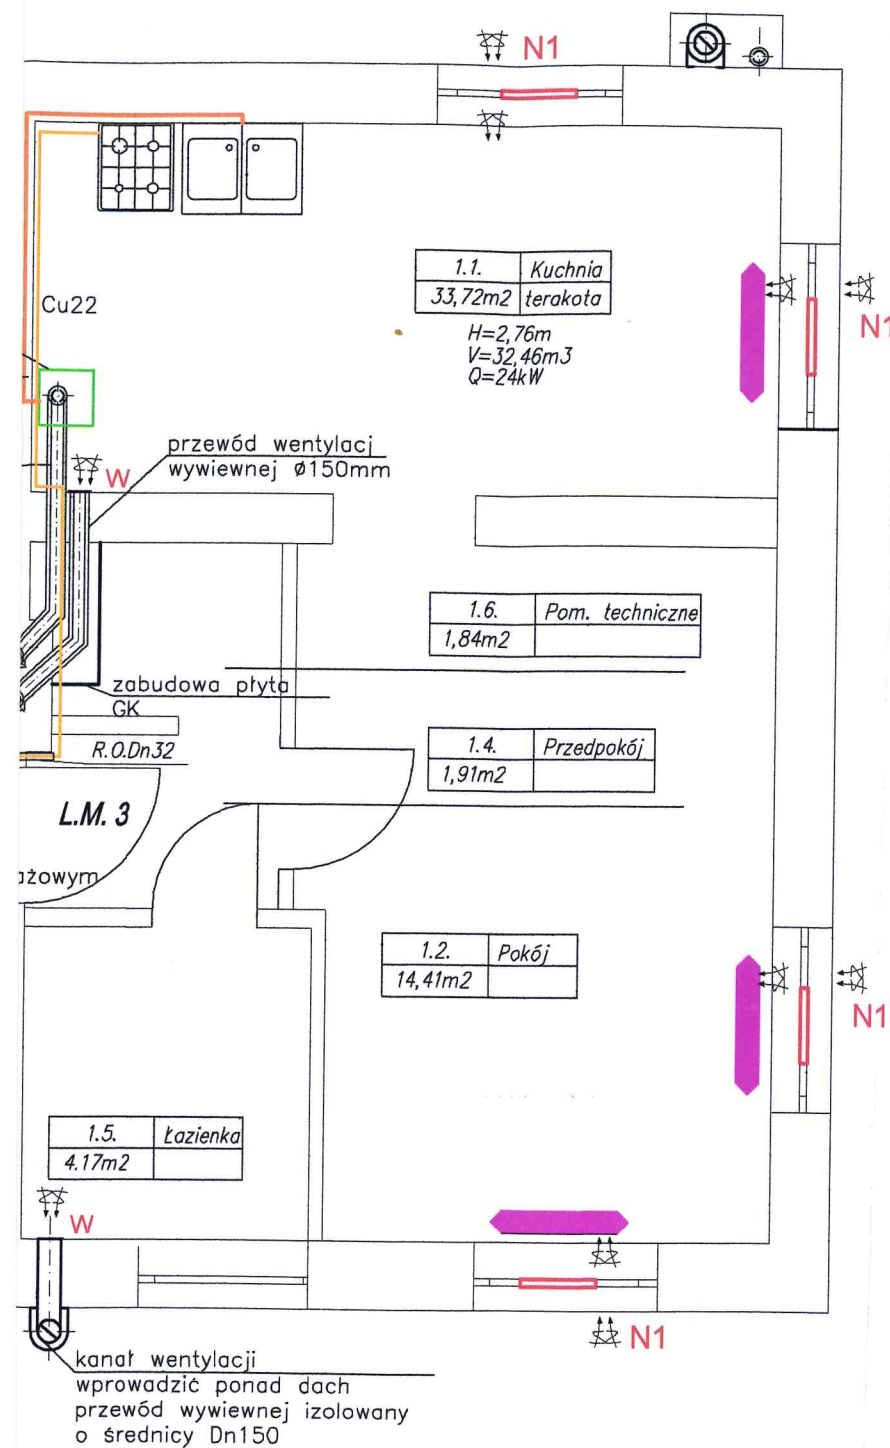 N1
1.1. Kuchnia
33,72m2 terakota
H=2,76m
V=32,46m3
Q=24kW
Cu22
N1
przewód wentylacj
wywiewnej ø150mm
W
1.6. Pom. techniczne
1,84m2
zabudowa płyta
GK
R.O.Dn32
1.4. Przedpokój
1,91m2
L.M. 3
ażowym
1.2. Pokój
14,41m2
N1
1.5. Łazienka
4.17m2
W
N1
kanał wentylacji
wprowadzić ponad dach
przewód wywiewnej izolowany
o średnicy Dn150